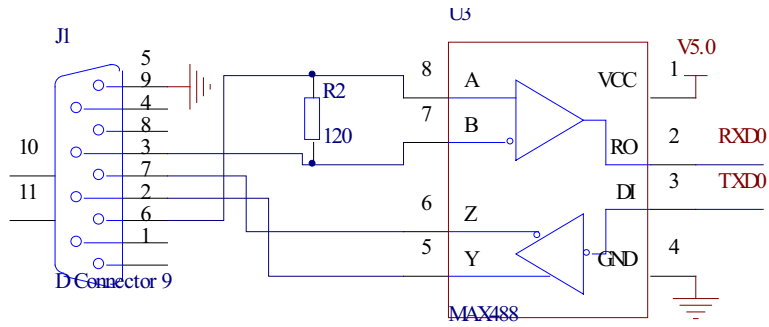 U3
J1
5
9
4
8
3
7
2
6
1
10
11
D Connector 9
R2
120
8
7
6
5
A
B
Z
Y
VCC
RO
DI
GND
1
2
3
4
V5.0
RXD0
TXD0
MAX488